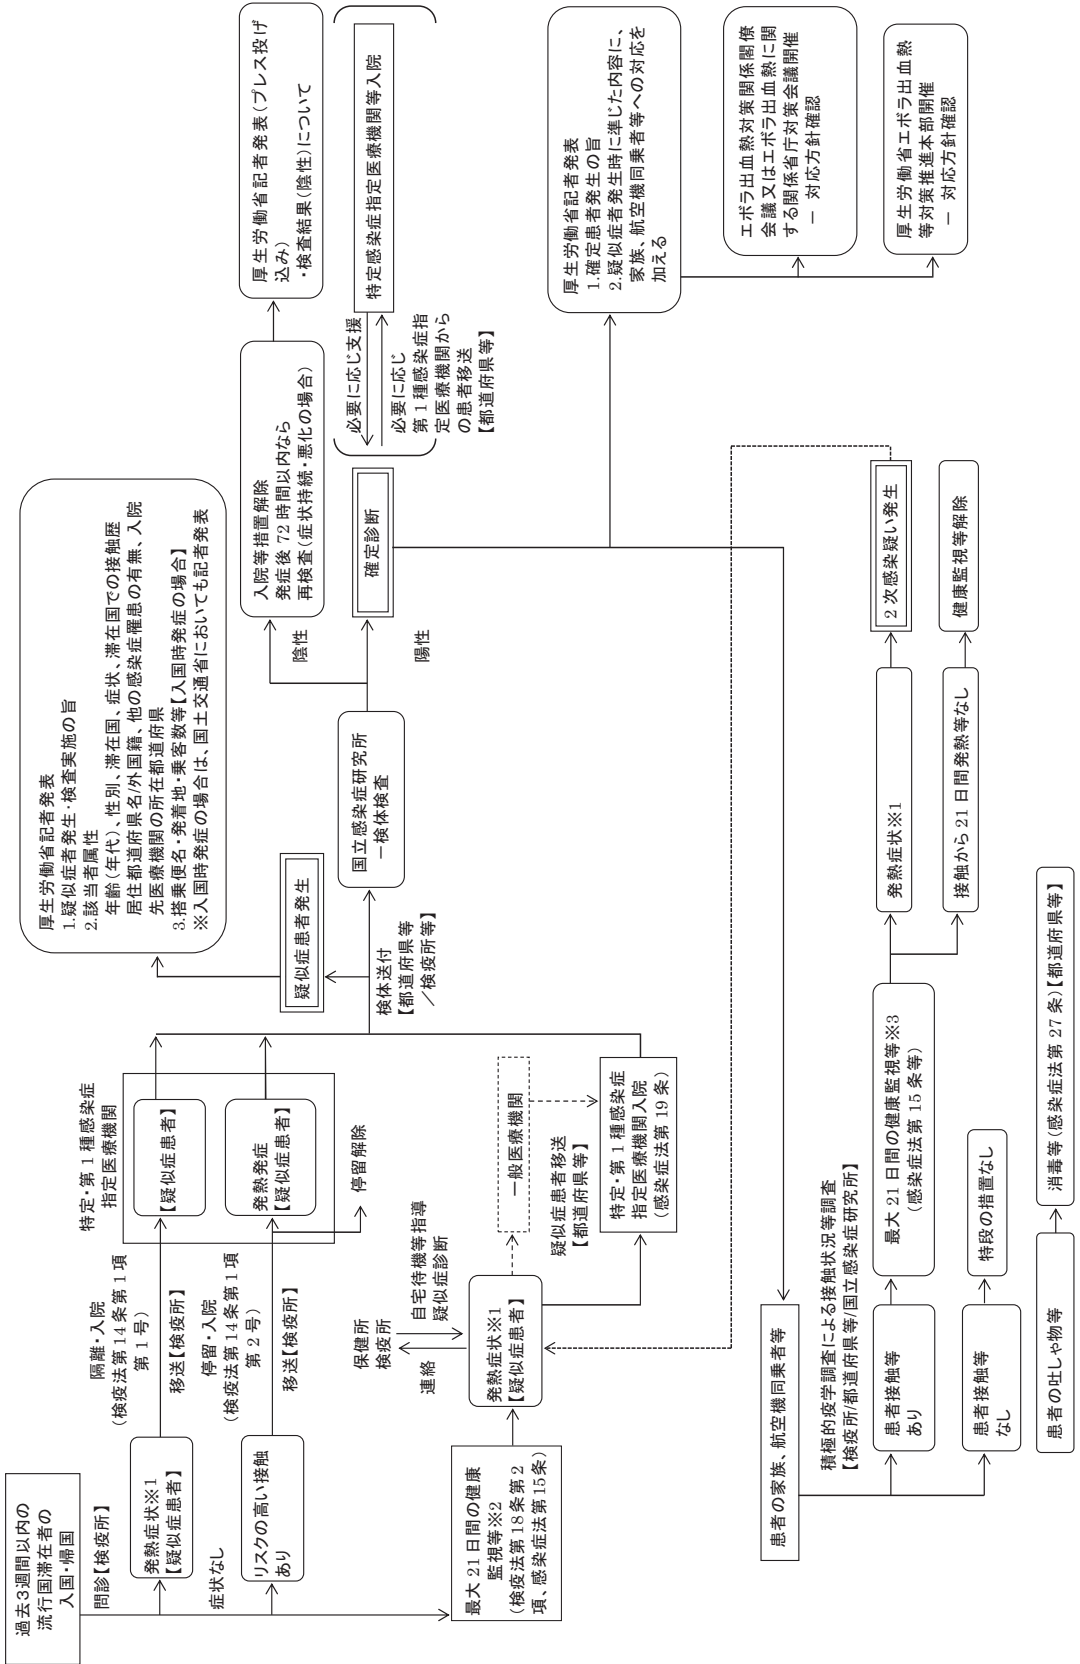 過去3週間以内の
流行国滞在者の
入国・帰国
問診【検疫所】
発熱症状※1
【疑似症患者】
症状なし
リスクの高い接触
あり
最大 21 日間の健康
監視等※2
(検疫法第 18 条第 2
項、感染症法第 15条)
隔離・入院
(検疫法第 14 条第 1 項
第 1 号)
移送【検疫所】
停留・入院
(検疫法第 14 条第 1 項
第 2 号)
移送【検疫所】
特定・第 1 種感染症
指定医療機関
【疑似症患者】
発熱発症
【疑似症患者】
停留解除
保健所
検疫所
連絡
自宅待機等指導
疑似症診断
発熱症状※1
【疑似症患者】
一般医療機関
疑似症患者移送
【都道府県等】
特定・第 1 種感染症
指定医療機関入院
(感染症法第 19 条)
疑似症患者発生
検体送付
【都道府県等
／検疫所等】
厚生労働省記者発表
1.疑似症者発生・検査実施の旨
2.該当者属性
年齢(年代)、性別、滞在国、症状、滞在国での接触歴
居住都道府県名/外国籍、他の感染症罹患の有無、入院
先医療機関の所在都道府県
3.搭乗便名・発着地・乗客数等【入国時発症の場合】
※入国時発症の場合は、国土交通省においても記者発表
国立感染症研究所
－検体検査
陰性
陽性
入院等措置解除
発症後 72 時間以内なら
再検査(症状持続・悪化の場合)
厚生労働省記者発表(プレス投げ
込み)
・検査結果(陰性)について
確定診断
必要に応じ支援
必要に応じ
第 1 種感染症指
定医療機関から
の患者移送
【都道府県等】
特定感染症指定医療機関等入院
厚生労働省記者発表
1.確定患者発生の旨
2.疑似症者発生時に準じた内容に、
家族、航空機同乗者等への対応を
加える
エボラ出血熱対策関係閣僚
会議又はエボラ出血熱に関
する関係省庁対策会議開催
－ 対応方針確認
厚生労働省エボラ出血熱
等対策推進本部開催
－ 対応方針確認
患者の家族、航空機同乗者等
積極的疫学調査による接触状況等調査
【検疫所/都道府県等/国立感染症研究所】
患者接触等
あり
最大 21 日間の健康監視等※3
(感染症法第 15 条等)
発熱症状※1
2 次感染疑い発生
接触から 21 日間発熱等なし
健康監視等解除
患者接触等
なし
特段の措置なし
患者の吐しゃ物等
消毒等(感染症法第 27 条)【都道府県等】